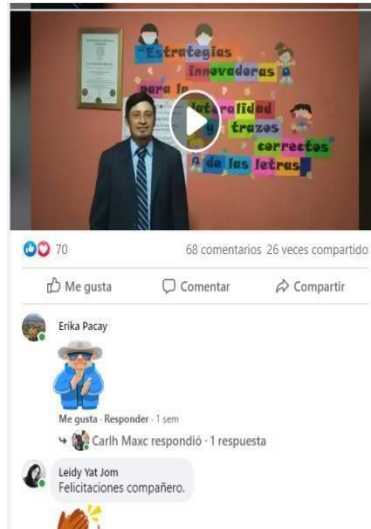 "Estrategias
innovadoras
para la
lateralidad
y trazos
correctos
de las letras
70
68 comentarios 26 veces compartido
Me gusta Comentar Compartir
Erika Pacay
Me gusta · Responder · 1 sem
Carlh Maxc respondió · 1 respuesta
Leidy Yat Jom
Felicitaciones compañero.